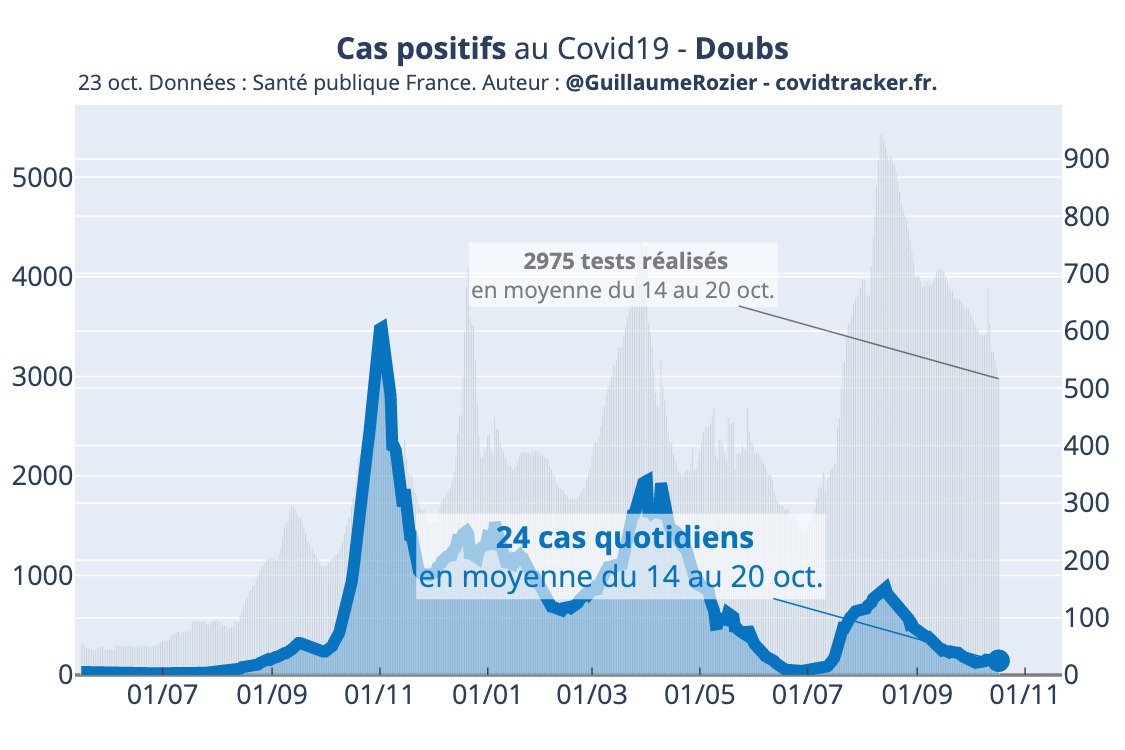 Cas positifs au Covid19 - Doubs
23 oct. Données : Santé publique France. Auteur : @GuillaumeRozier - covidtracker.fr.
5000
4000
3000
2000
1000
0
900
800
700
600
500
400
300
200
100
0
2975 tests réalisés
en moyenne du 14 au 20 oct.
24 cas quotidiens
en moyenne du 14 au 20 oct.
01/07 01/09 01/11 01/01 01/03 01/05 01/07 01/09 01/11